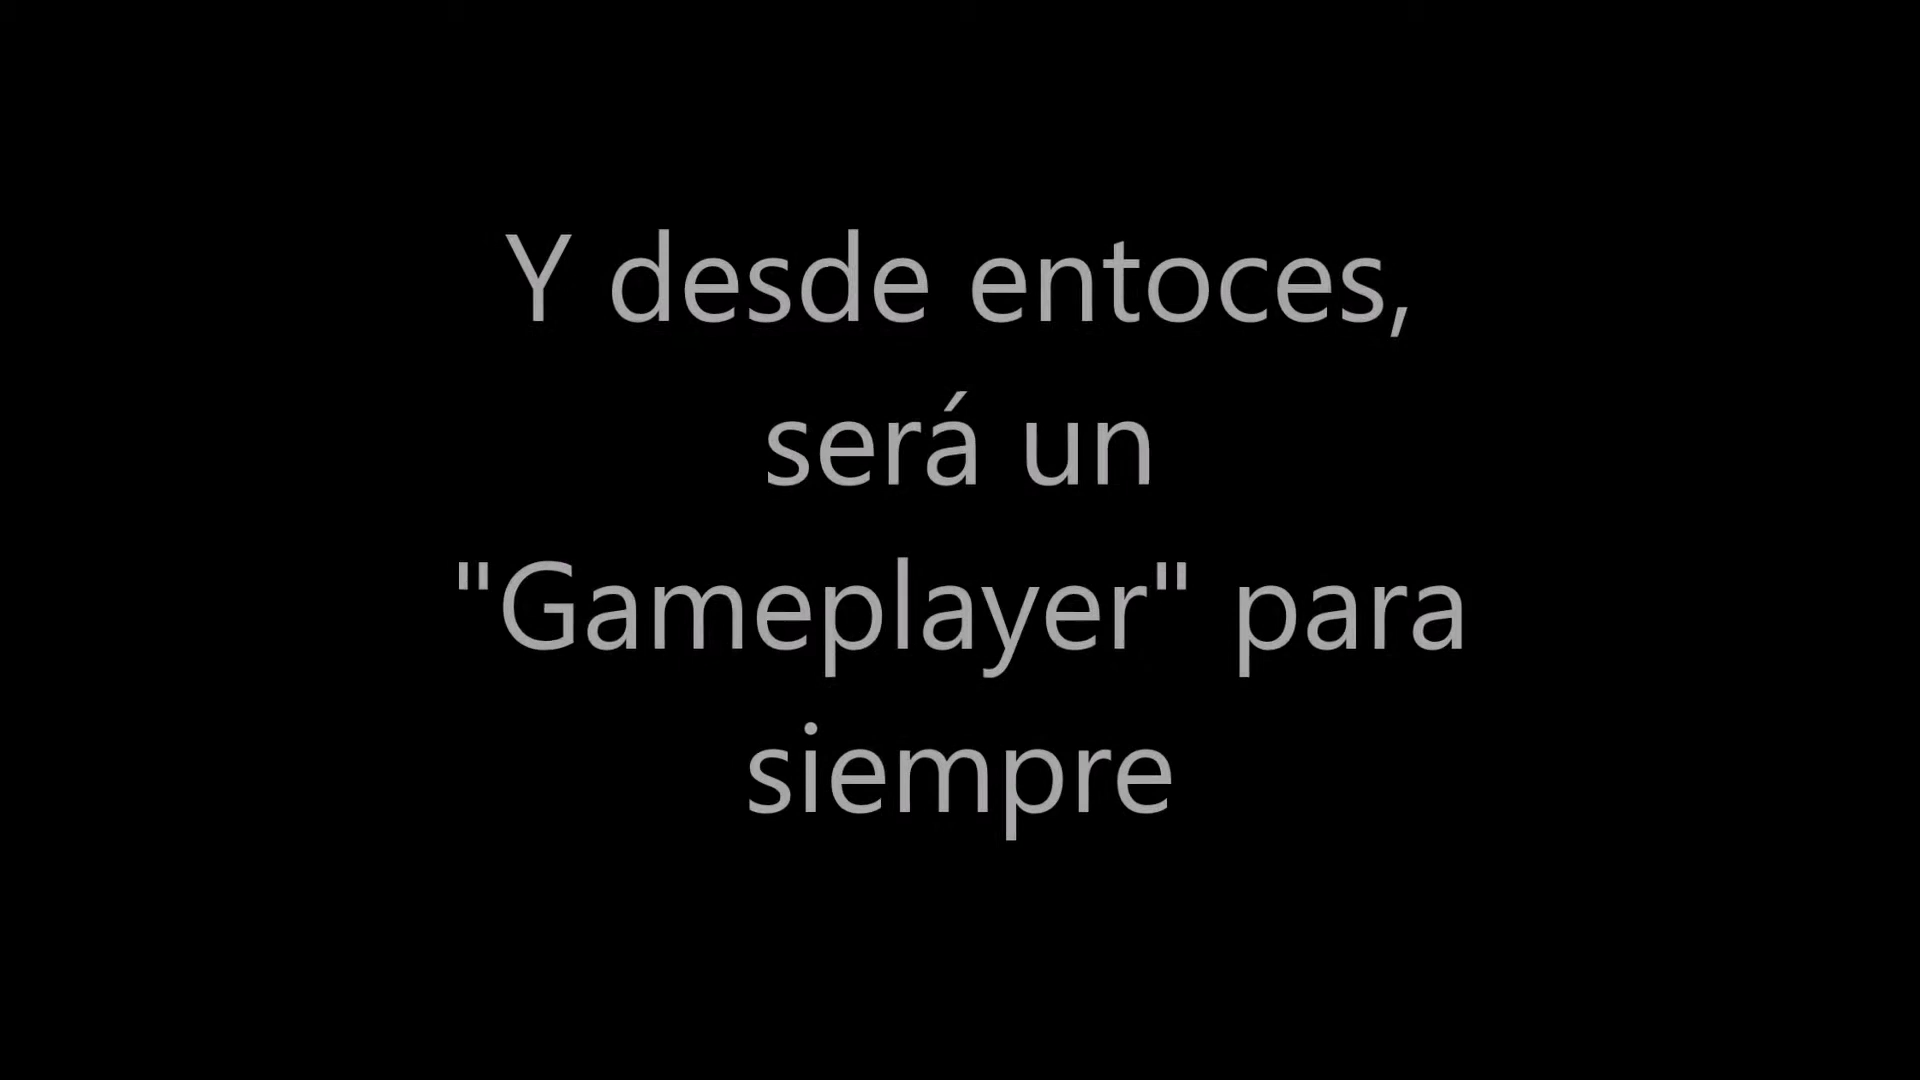 Y desde entoces,
será un
"Gameplayer" para
siempre